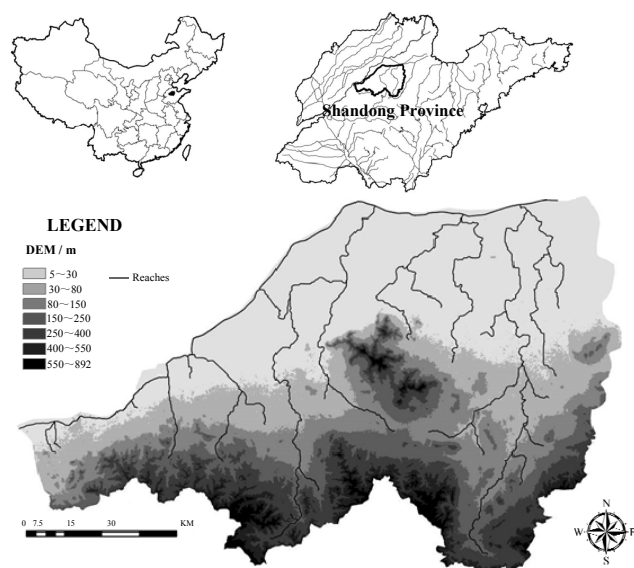 Shandong Province
LEGEND
DEM / m
5～30
30～80
80～150
150～250
250～400
400～550
550～892
Reaches
0 7.5 15 30 KM
N
W E
S